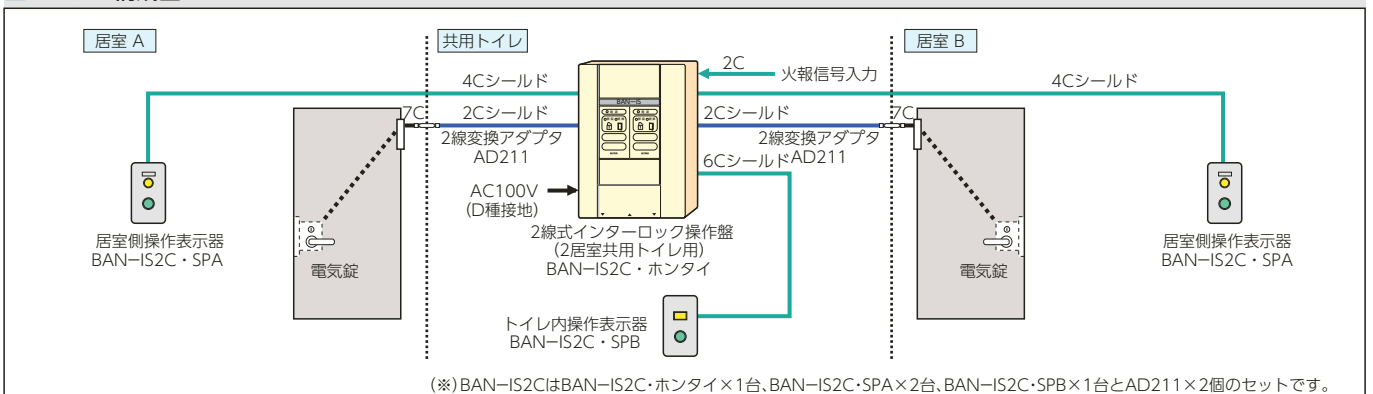 居室 A
共用トイレ
居室 B
2C
火報信号入力
4Cシールド
4Cシールド
BAN−IS
7C
2Cシールド
2Cシールド
7C
2線変換アダプタ
AD211
2線変換アダプタ
AD211
6Cシールド
AC100V
(D種接地)
2線式インターロック操作盤
(2居室共用トイレ用)
BAN−IS2C・ホンタイ
居室側操作表示器
BAN−IS2C・SPA
電気錠
電気錠
居室側操作表示器
BAN−IS2C・SPA
トイレ内操作表示器
BAN−IS2C・SPB
(※)BAN−IS2CはBAN−IS2C・ホンタイ×1台、BAN−IS2C・SPA×2台、BAN−IS2C・SPB×1台とAD211×2個のセットです。